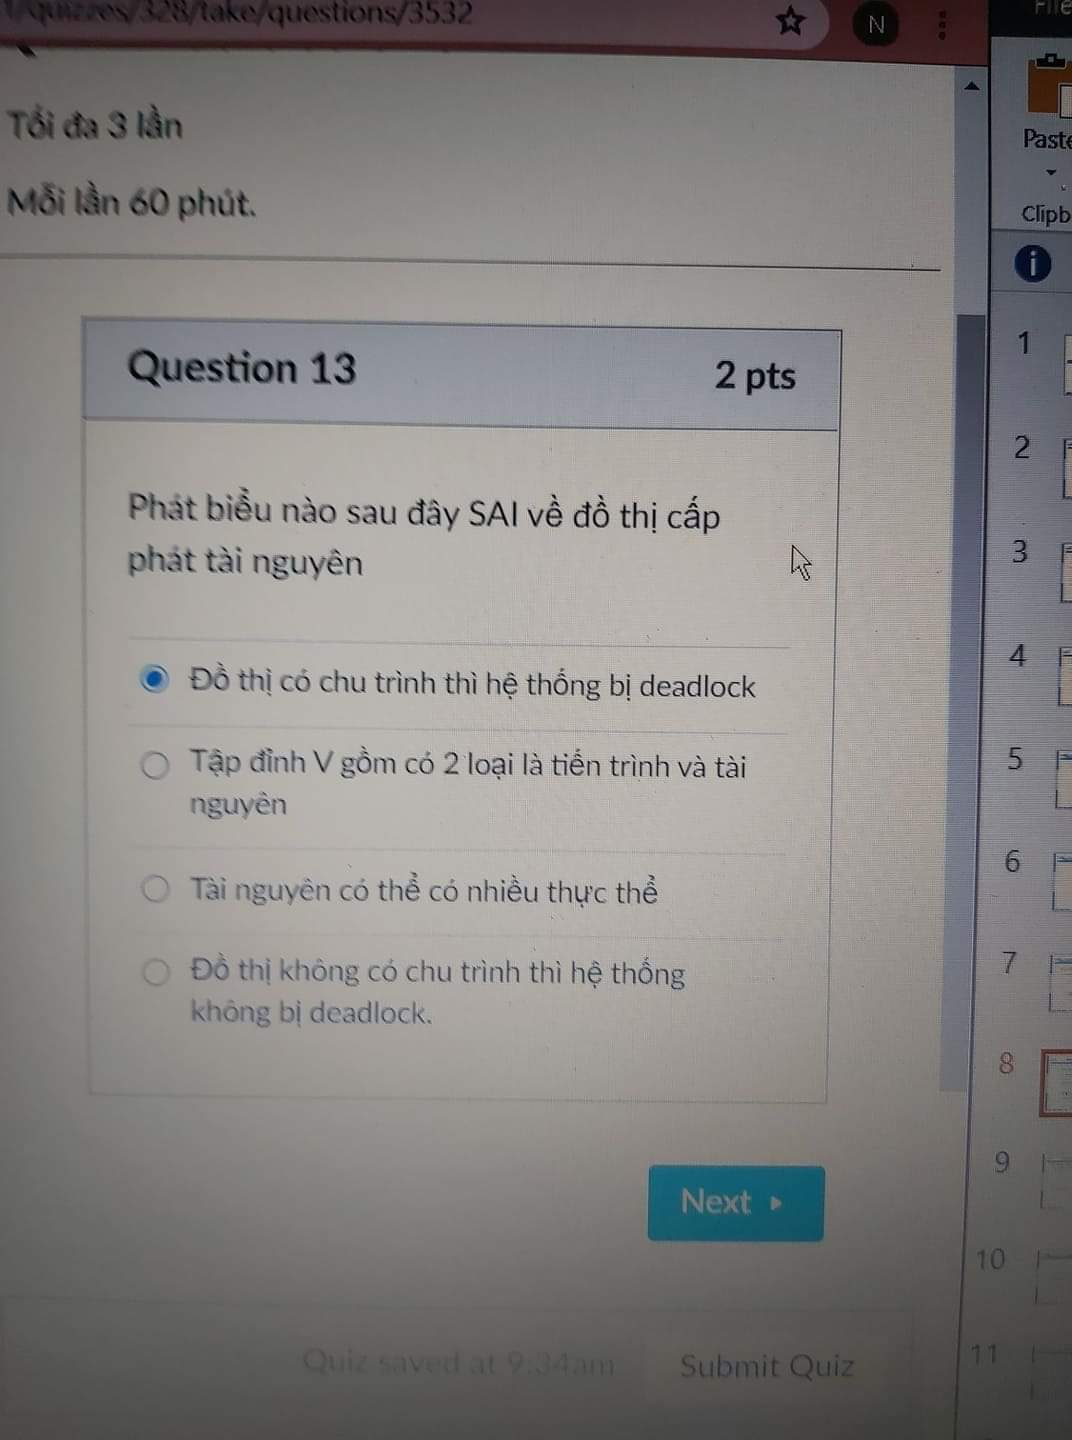 /quizzes/328/take/questions/3532
N
File
Tối đa 3 lần
Mỗi lần 60 phút.
Paste
Clipb
Question 13
2 pts
Phát biểu nào sau đây SAI về đồ thị cấp
phát tài nguyên
Đồ thị có chu trình thì hệ thống bị deadlock
Tập đỉnh V gồm có 2 loại là tiến trình và tài
nguyên
Tài nguyên có thể có nhiều thực thể
Đồ thị không có chu trình thì hệ thống
không bị deadlock.
Next
Quiz saved at 9:34am
Submit Quiz
1
2
3
4
5
6
7
8
9
10
11